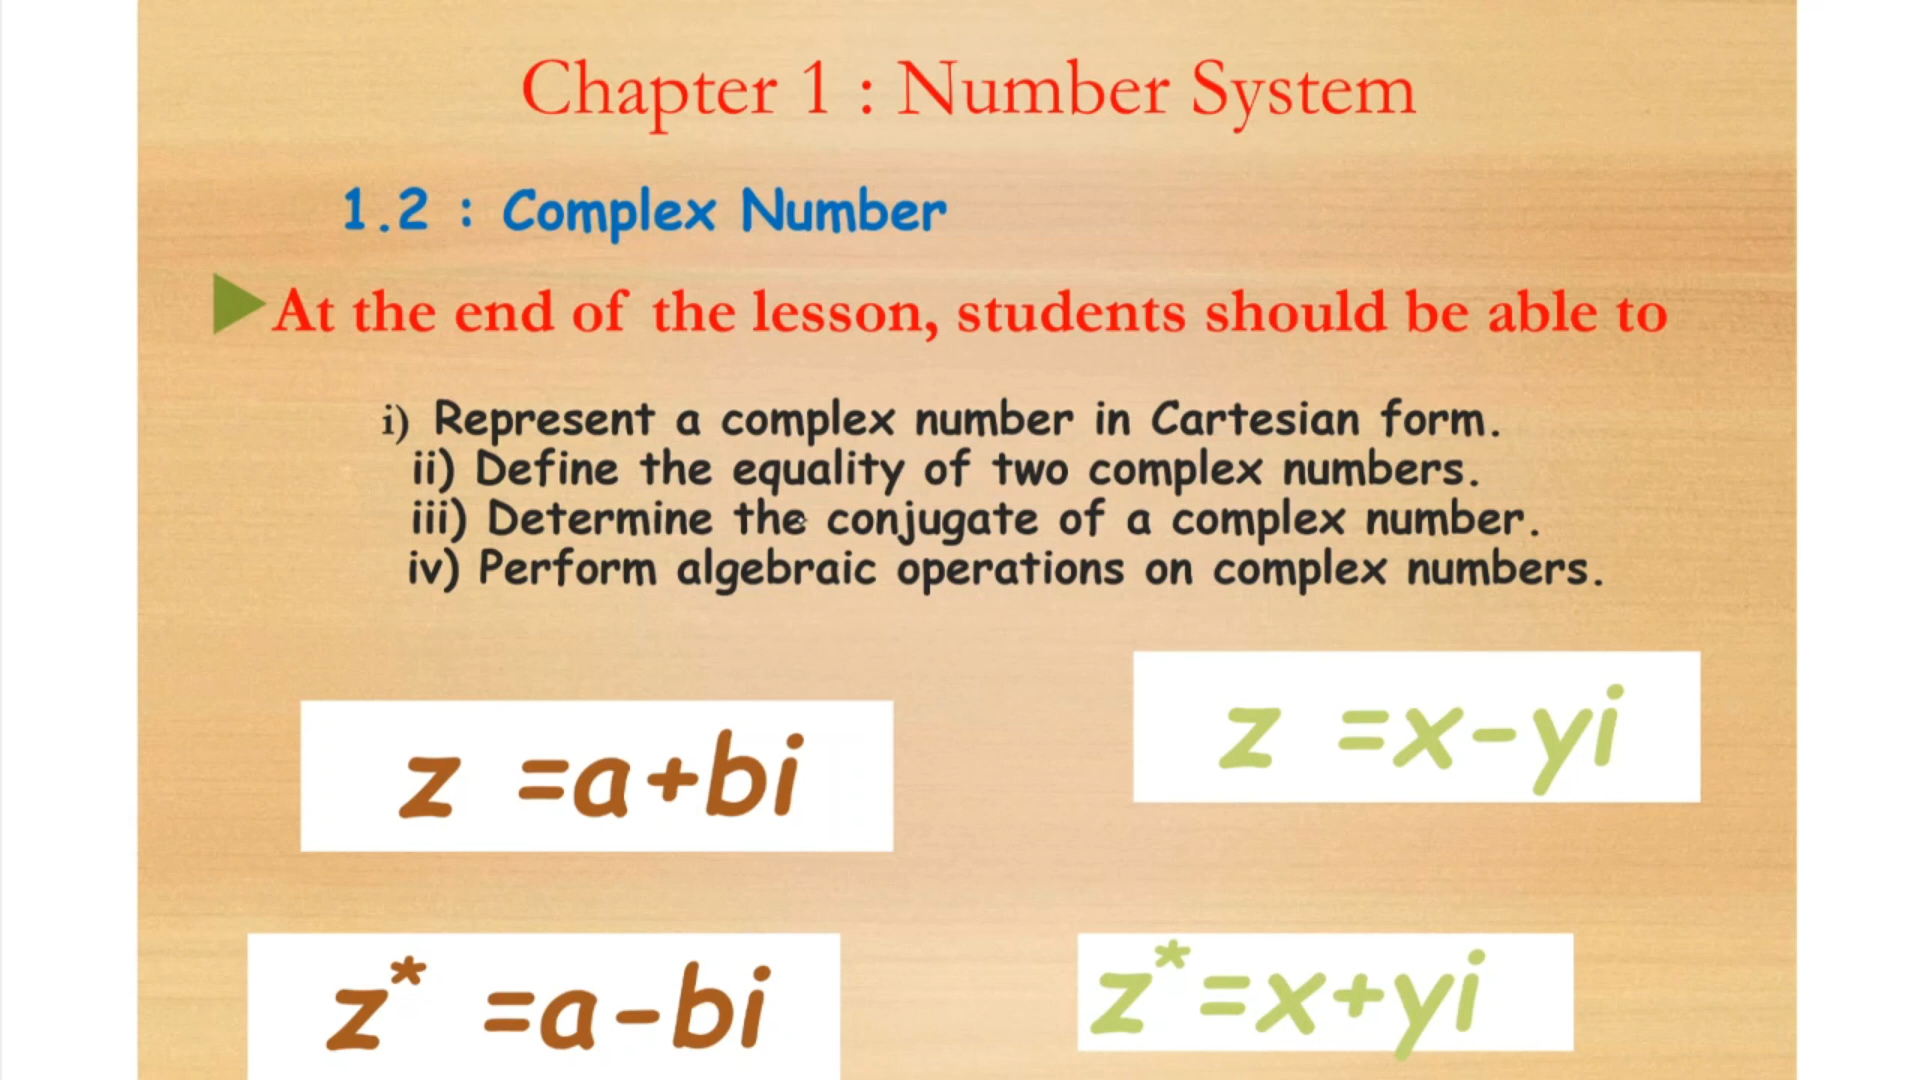 Chapter 1 : Number System
1.2 : Complex Number
At the end of the lesson, students should be able to
i) Represent a complex number in Cartesian form.
ii) Define the equality of two complex numbers.
iii) Determine the conjugate of a complex number.
iv) Perform algebraic operations on complex numbers.
z =a+bi
z =x-yi
z* =a-bi
z*=x+yi